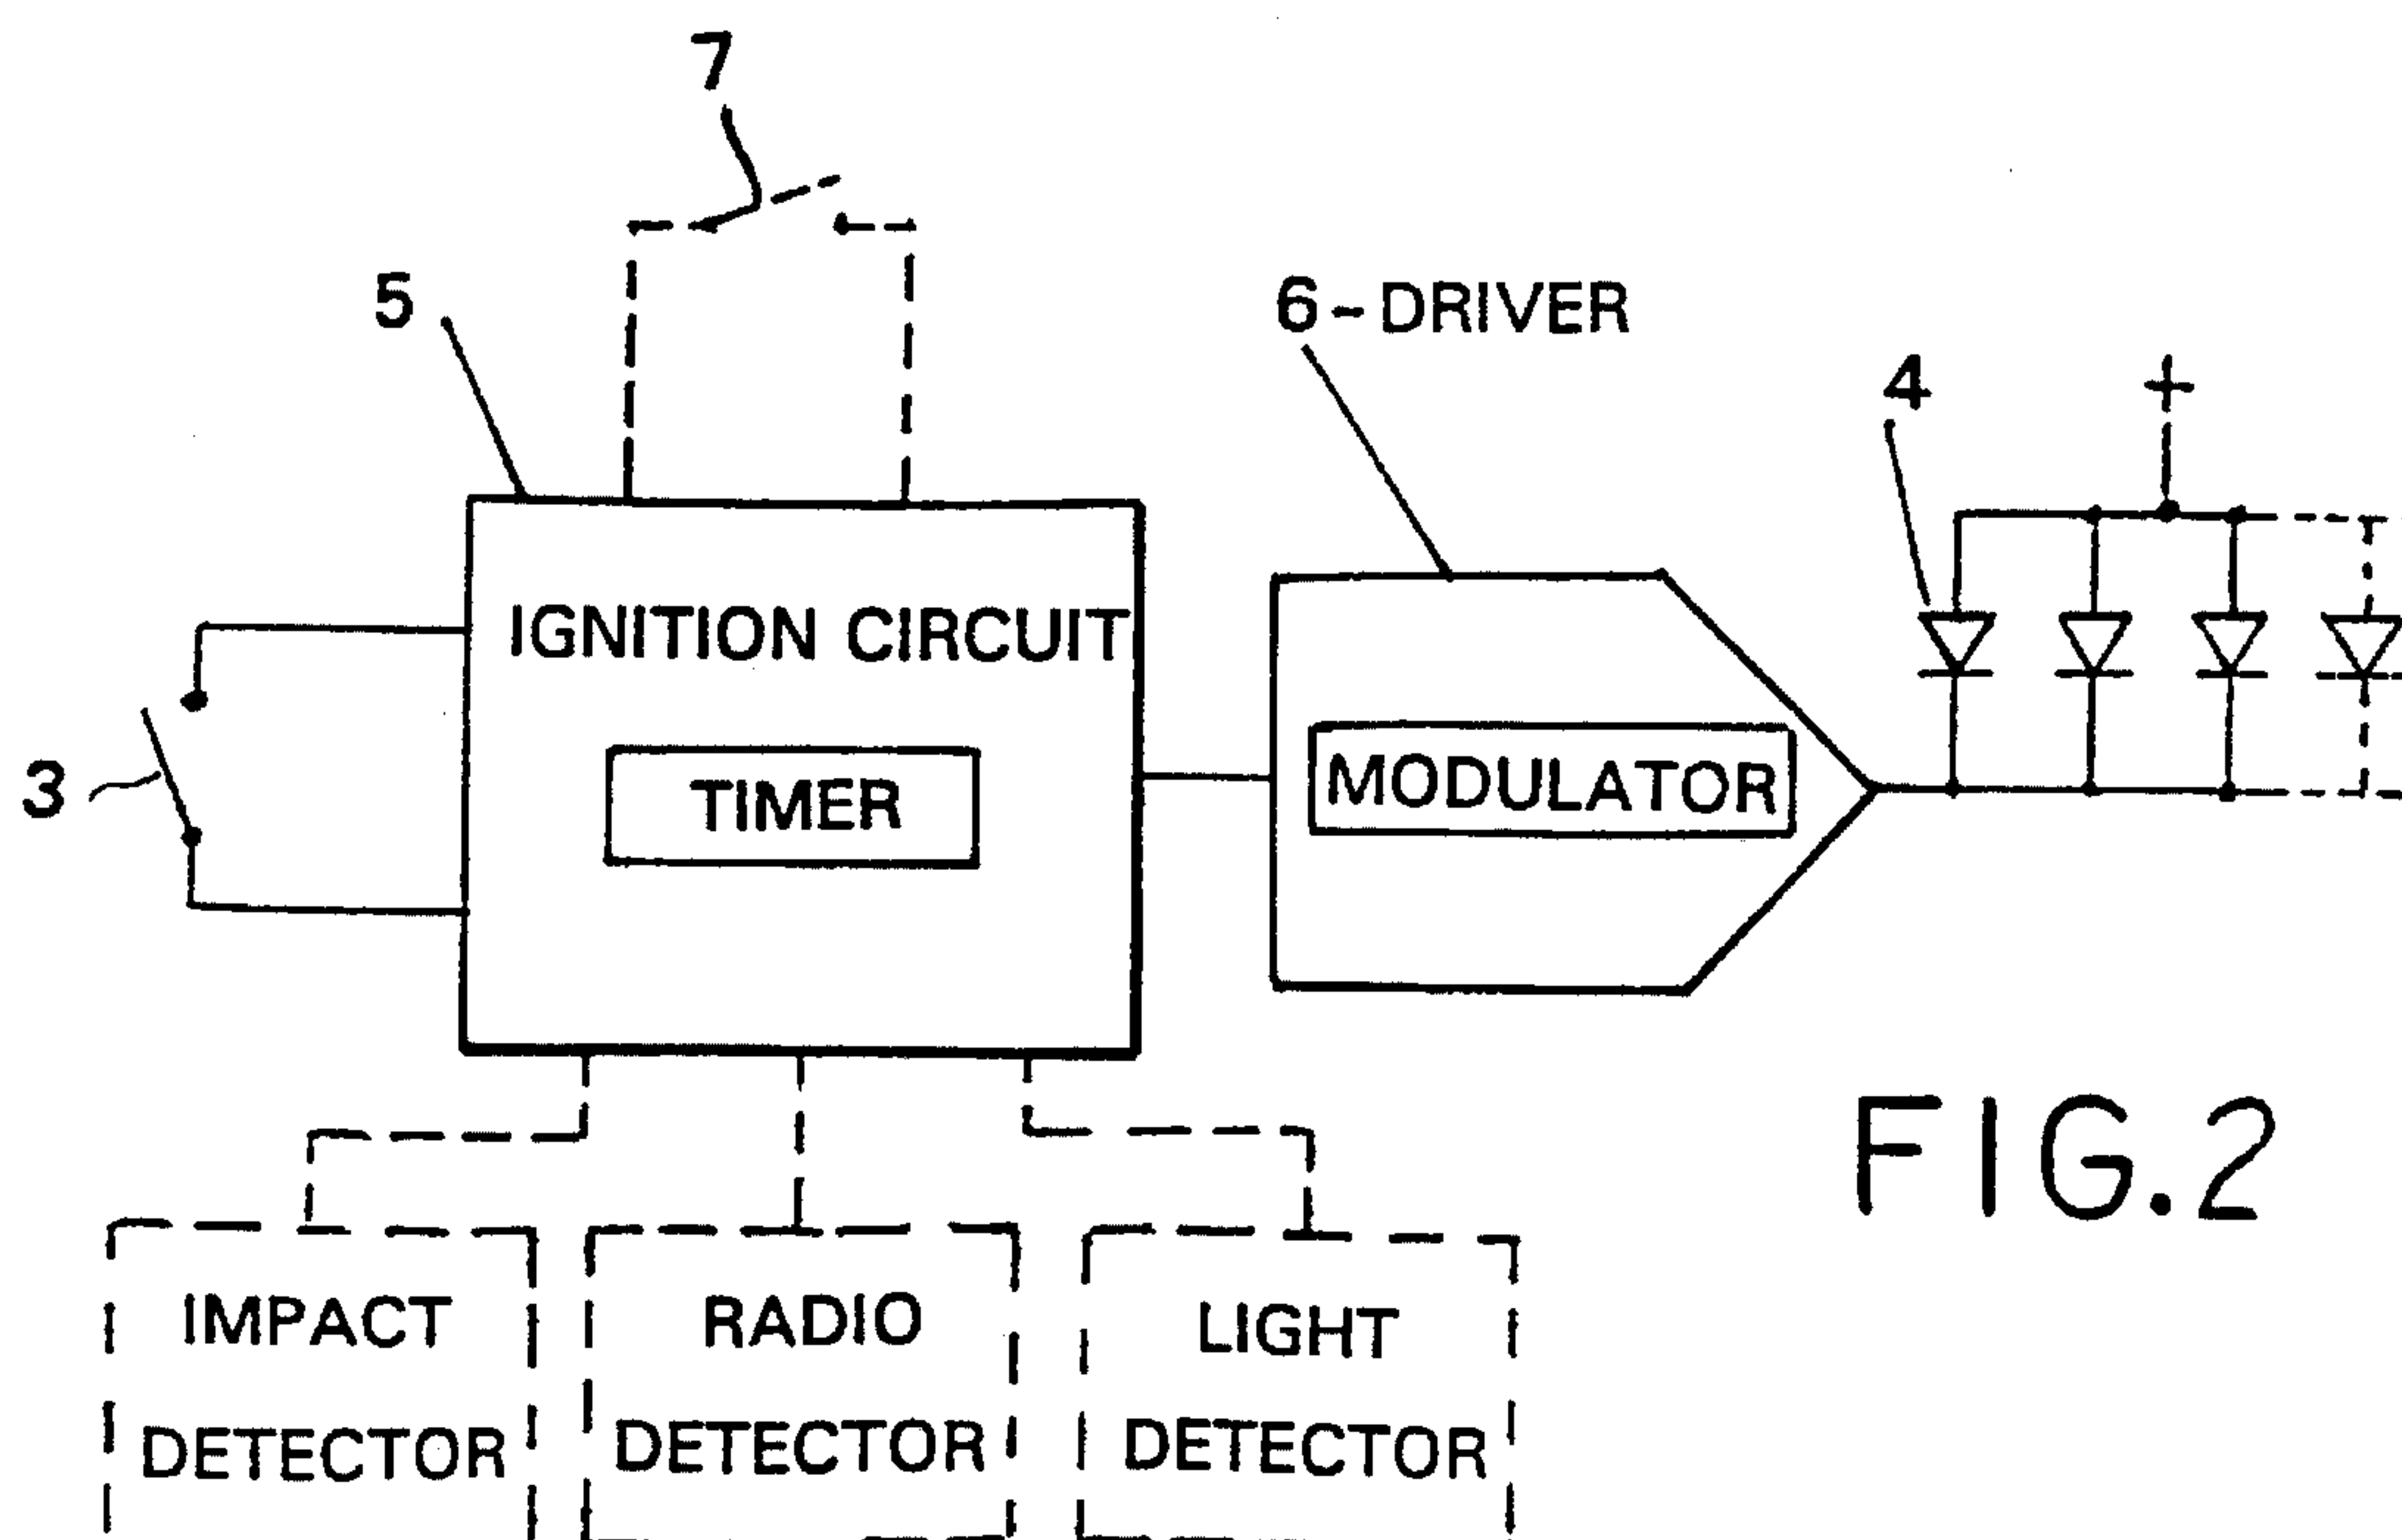 7
5
6-DRIVER
4
+
IGNITION CIRCUIT
3
TIMER
MODULATOR
FIG.2
IMPACT
DETECTOR
RADIO
DETECTOR
LIGHT
DETECTOR